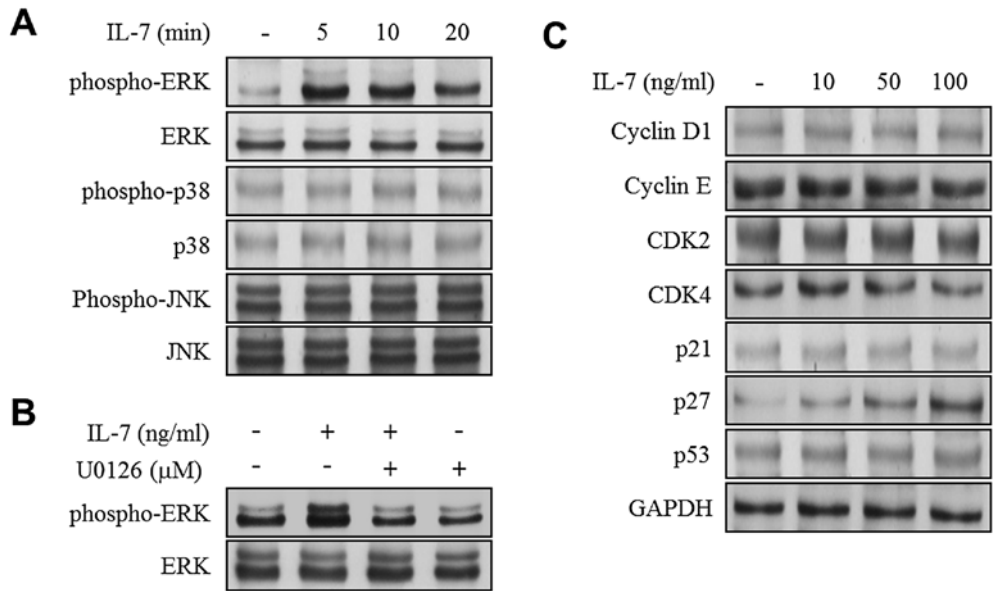 A
IL-7 (min) - 5 10 20
phospho-ERK
ERK
phospho-p38
p38
Phospho-JNK
JNK
B
IL-7 (ng/ml) - + + -
U0126 (μM) - - + +
phospho-ERK
ERK
C
IL-7 (ng/ml) - 10 50 100
Cyclin D1
Cyclin E
CDK2
CDK4
p21
p27
p53
GAPDH